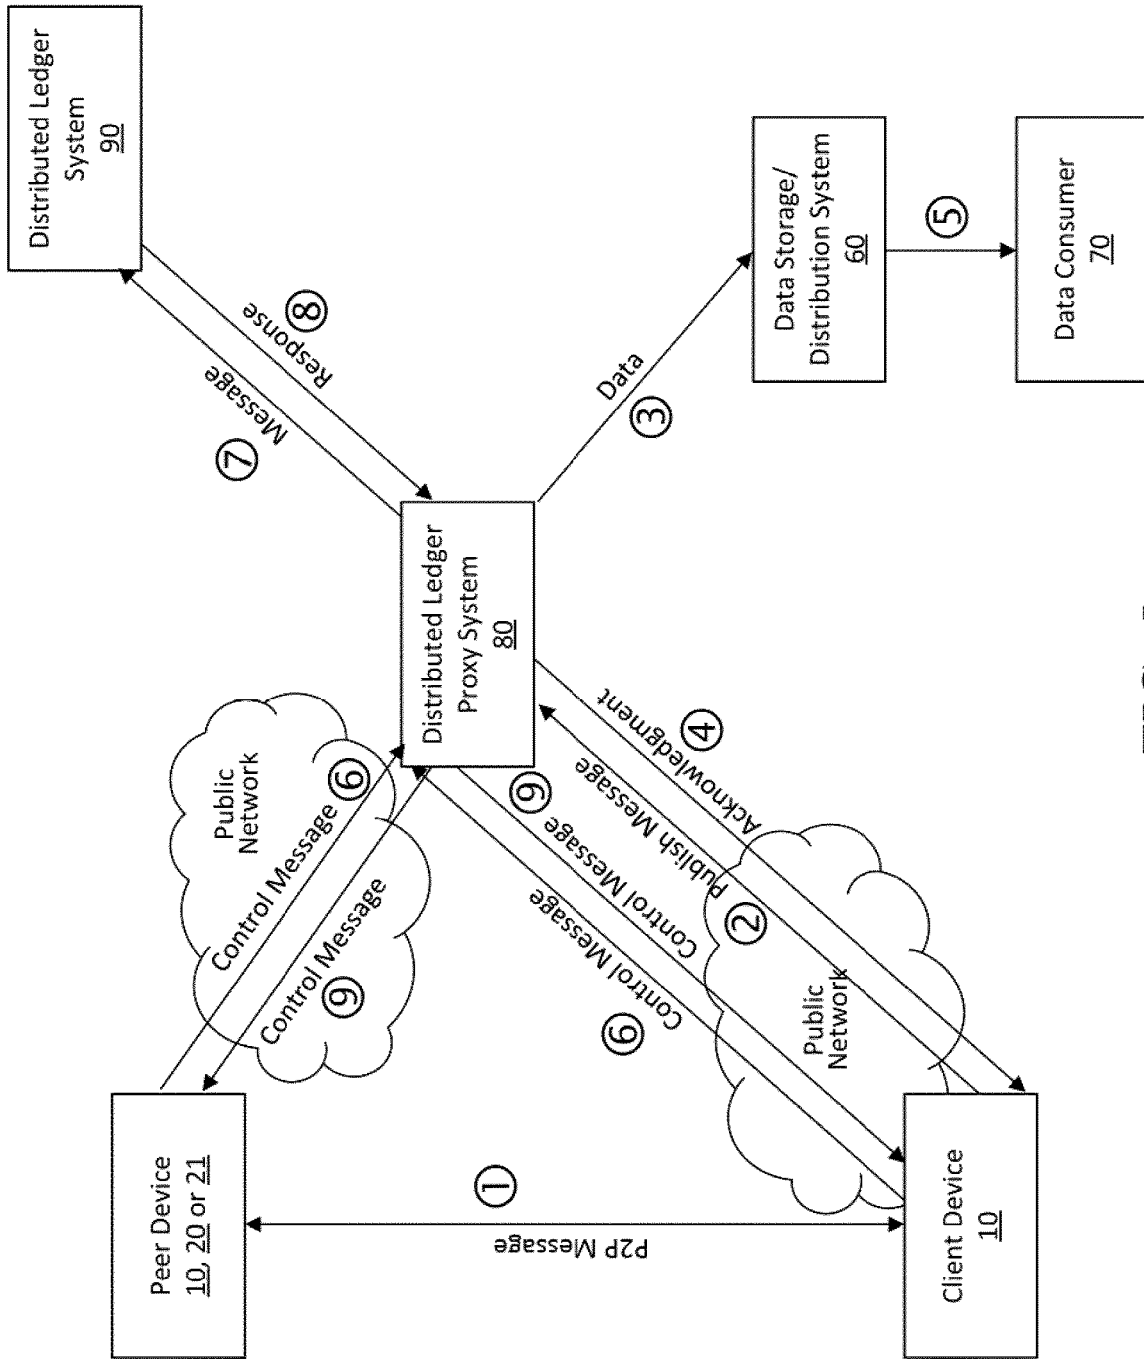 Distributed Ledger
System
90
Peer Device
10, 20 or 21
Public
Network
Control Message
⑥
Control Message
⑨
⑦
Message
Response
⑧
Distributed Ledger
Proxy System
80
P2P Message
①
Control Message
⑥
Control Message
⑨
Publish Message
②
Acknowledgment
④
Data
③
Public
Network
Data Storage/
Distribution System
60
⑤
Client Device
10
Data Consumer
70